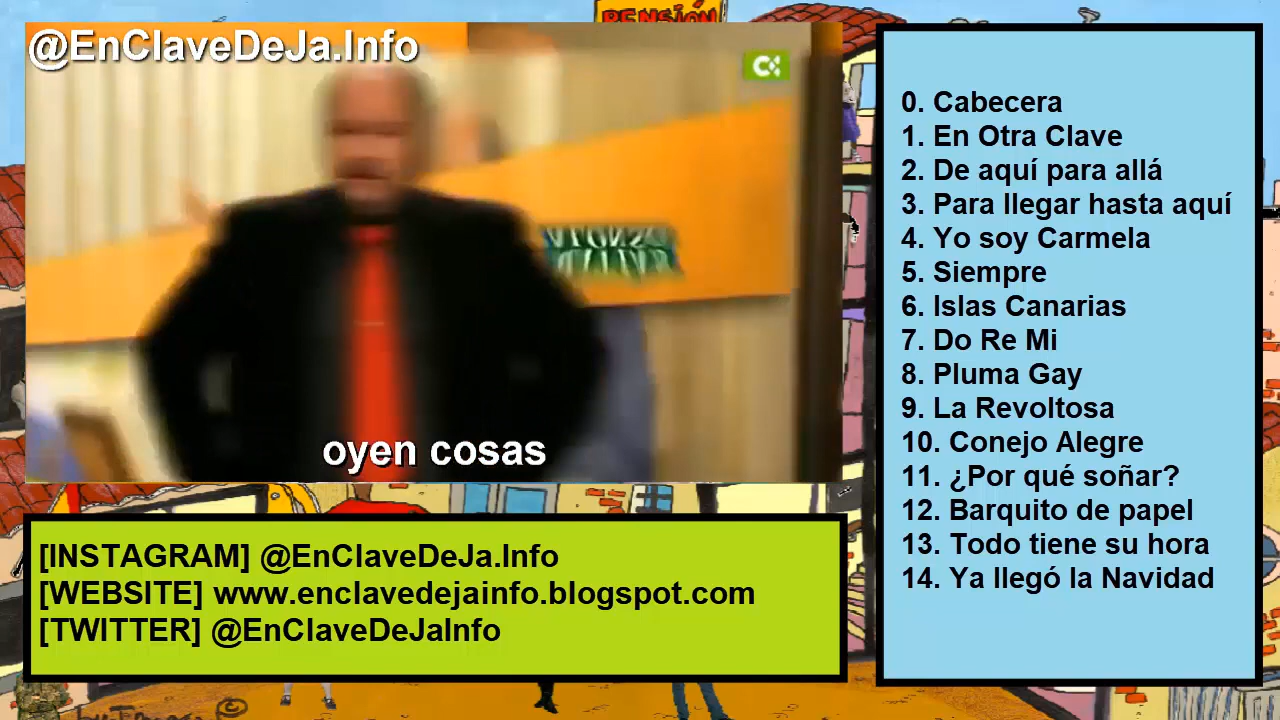 PENSIÓN
@EnClaveDeJa.Info
oyen cosas
[INSTAGRAM] @EnClaveDeJa.Info
[WEBSITE] www.enclavedejainfo.blogspot.com
[TWITTER] @EnClaveDeJaInfo
0. Cabecera
1. En Otra Clave
2. De aquí para allá
3. Para llegar hasta aquí
4. Yo soy Carmela
5. Siempre
6. Islas Canarias
7. Do Re Mi
8. Pluma Gay
9. La Revoltosa
10. Conejo Alegre
11. ¿Por qué soñar?
12. Barquito de papel
13. Todo tiene su hora
14. Ya llegó la Navidad